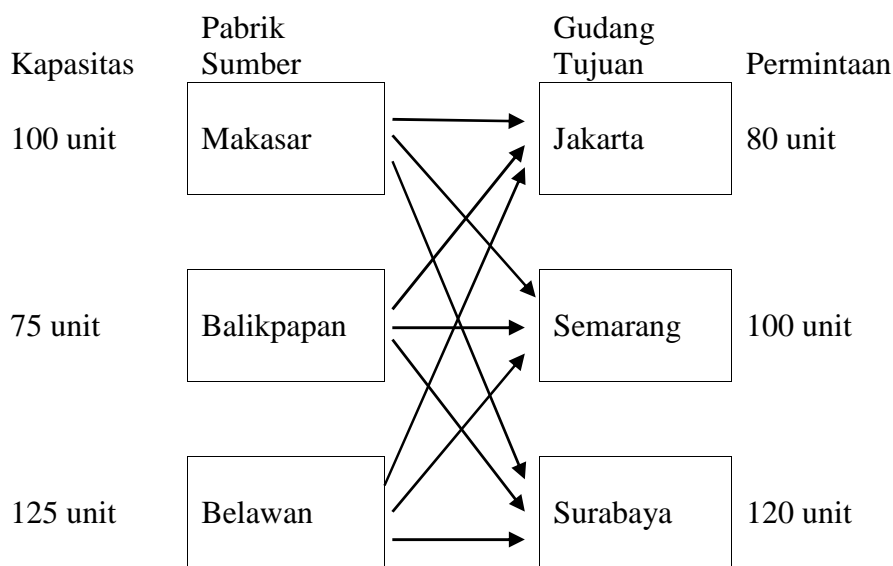 Pabrik Gudang
Kapasitas Sumber Tujuan Permintaan
100 unit Makasar Jakarta 80 unit
75 unit Balikpapan Semarang 100 unit
125 unit Belawan Surabaya 120 unit